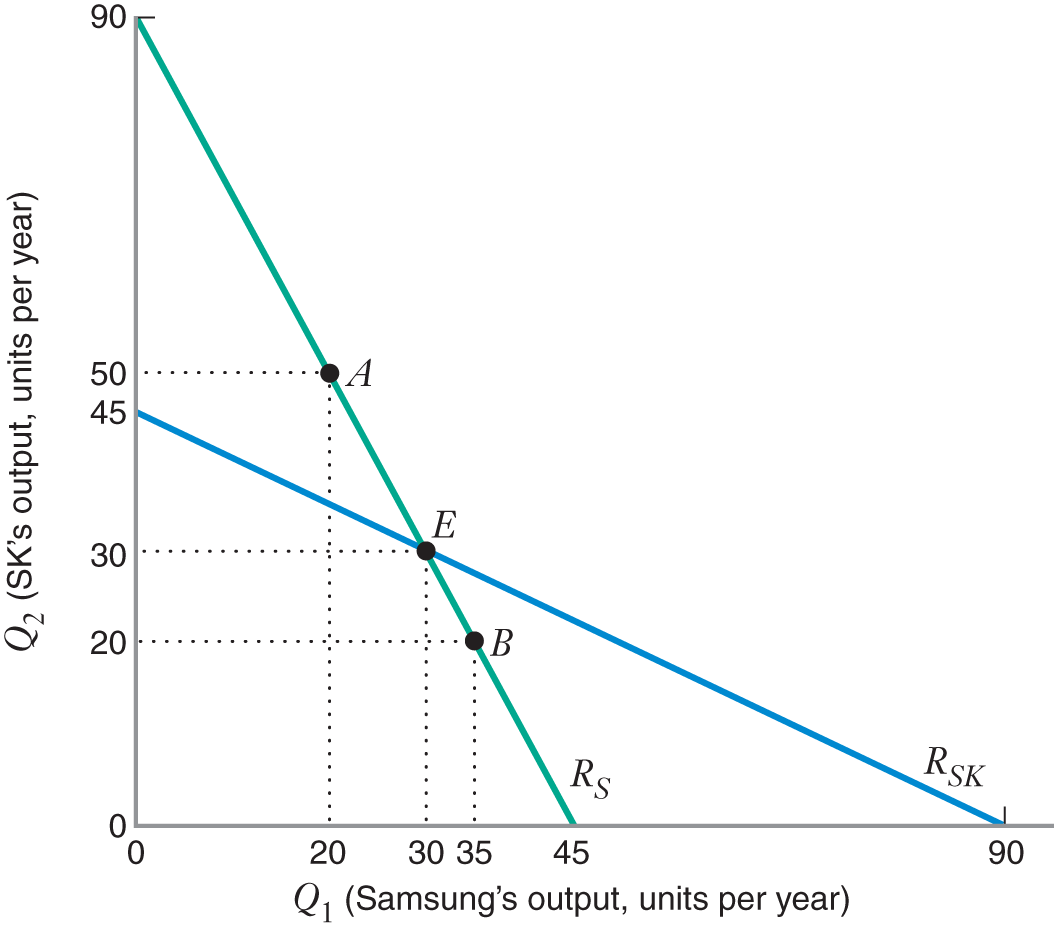 90
50
45
30
20
0
Q2 (SK’s output, units per year)
A
E
B
RS
RSK
0 20 30 35 45 90
Q1 (Samsung’s output, units per year)